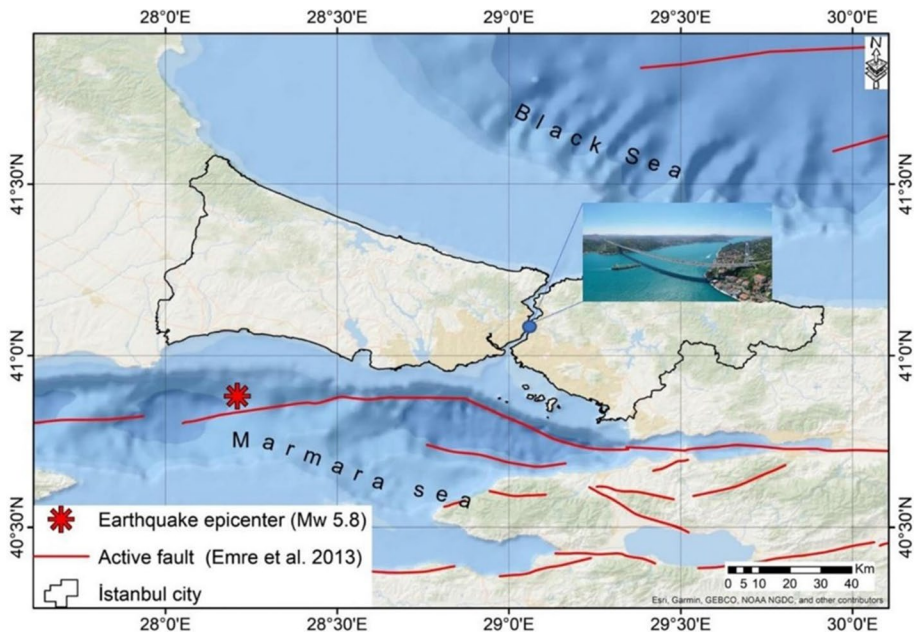 28°0'E 28°30'E 29°0'E 29°30'E 30°0'E
N
Black Sea
41°30'N 41°30'N
41°0'N 41°0'N
Marmara sea
40°30'N 40°30'N
Earthquake epicenter (Mw 5.8)
Active fault (Emre et al. 2013)
İstanbul city
Km
0 5 10 20 30 40
Esri, Garmin, GEBCO, NOAA NGDC, and other contributors
28°0'E 28°30'E 29°0'E 29°30'E 30°0'E